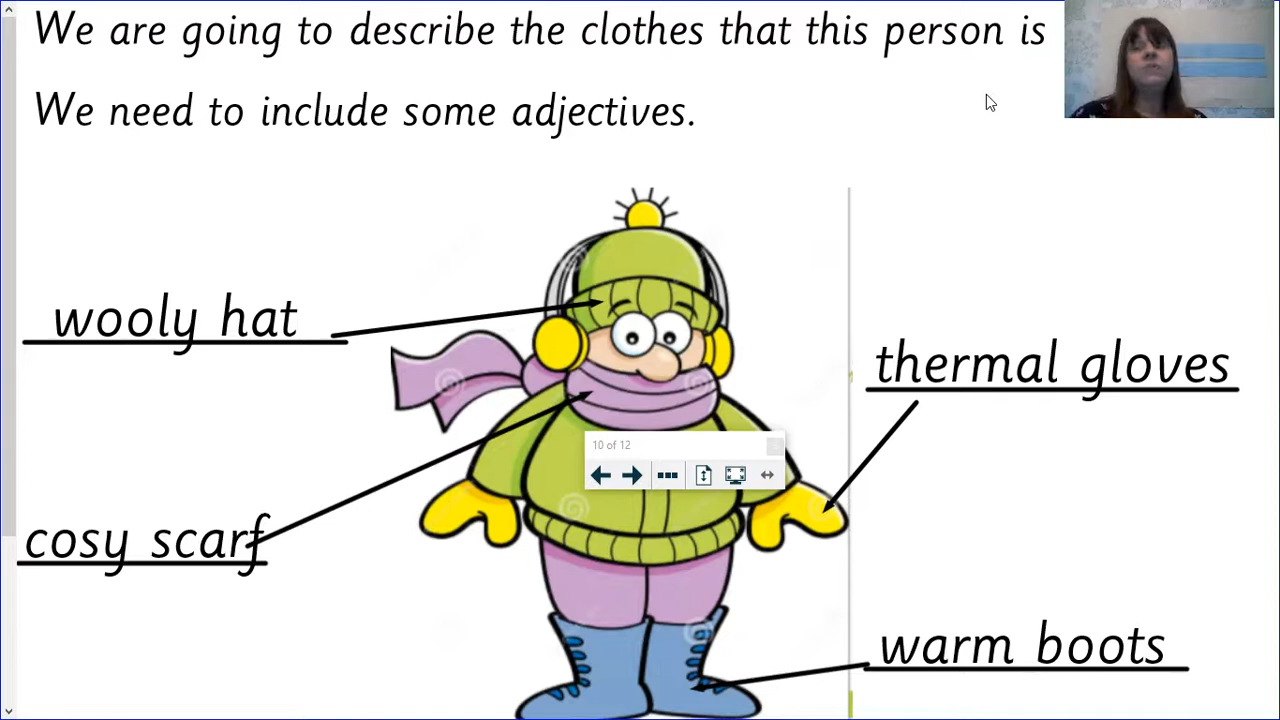 We are going to describe the clothes that this person is
We need to include some adjectives.
wooly hat
thermal gloves
10 of 12
cosy scarf
warm boots